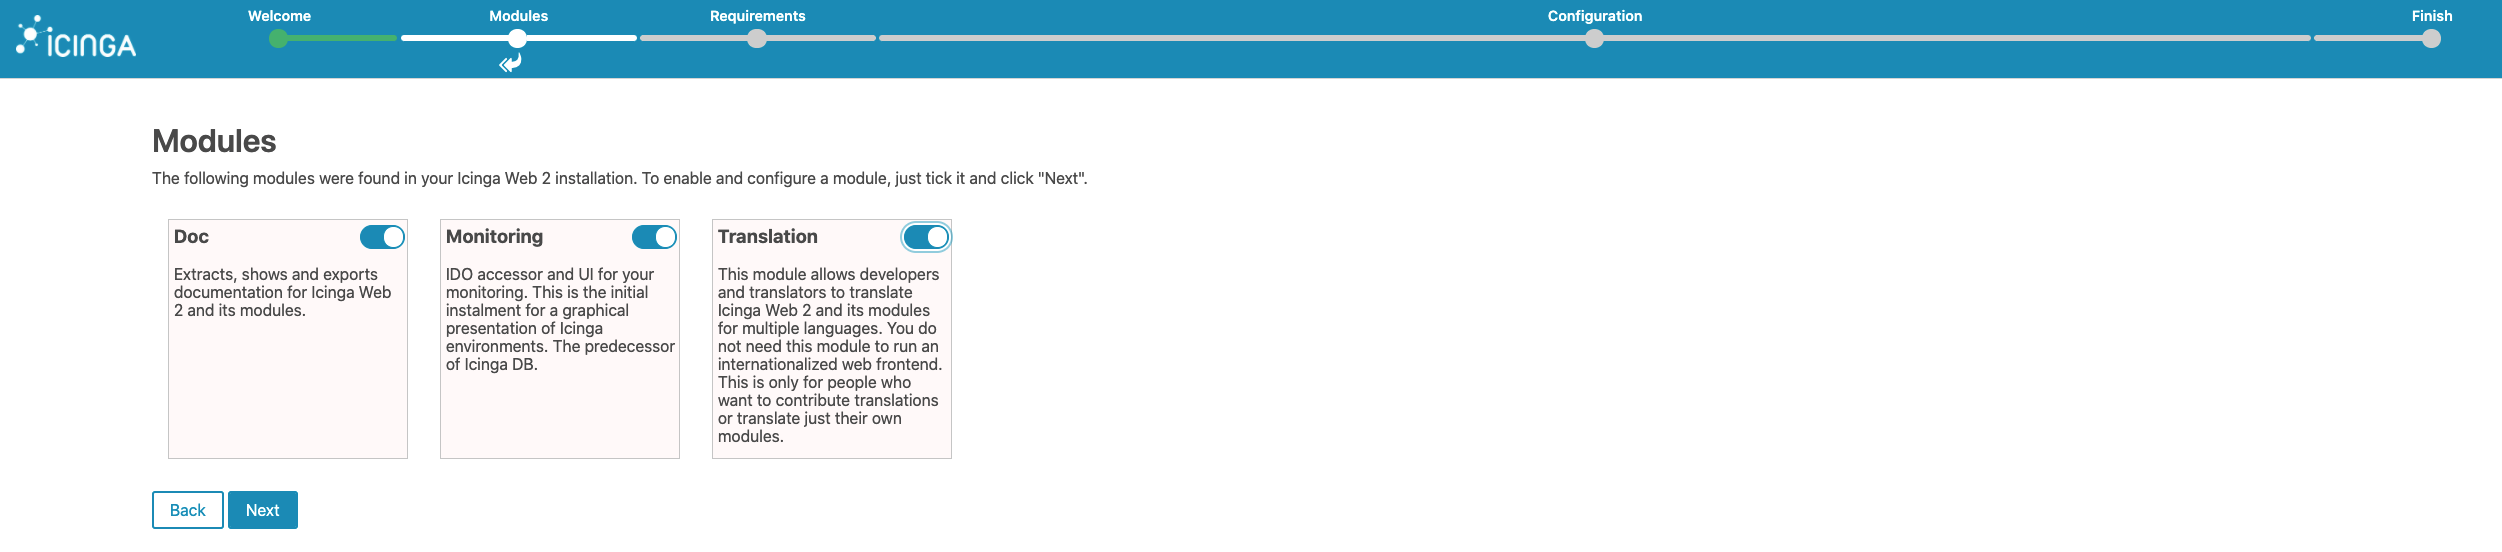 Welcome
Modules
Requirements
Configuration
Finish
ICINGA
Modules
The following modules were found in your Icinga Web 2 installation. To enable and configure a module, just tick it and click "Next".
Doc
Extracts, shows and exports
documentation for Icinga Web
2 and its modules.
Monitoring
IDO accessor and UI for your
monitoring. This is the initial
instalment for a graphical
presentation of Icinga
environments. The predecessor
of Icinga DB.
Translation
This module allows developers
and translators to translate
Icinga Web 2 and its modules
for multiple languages. You do
not need this module to run an
internationalized web frontend.
This is only for people who
want to contribute translations
or translate just their own
modules.
Back
Next